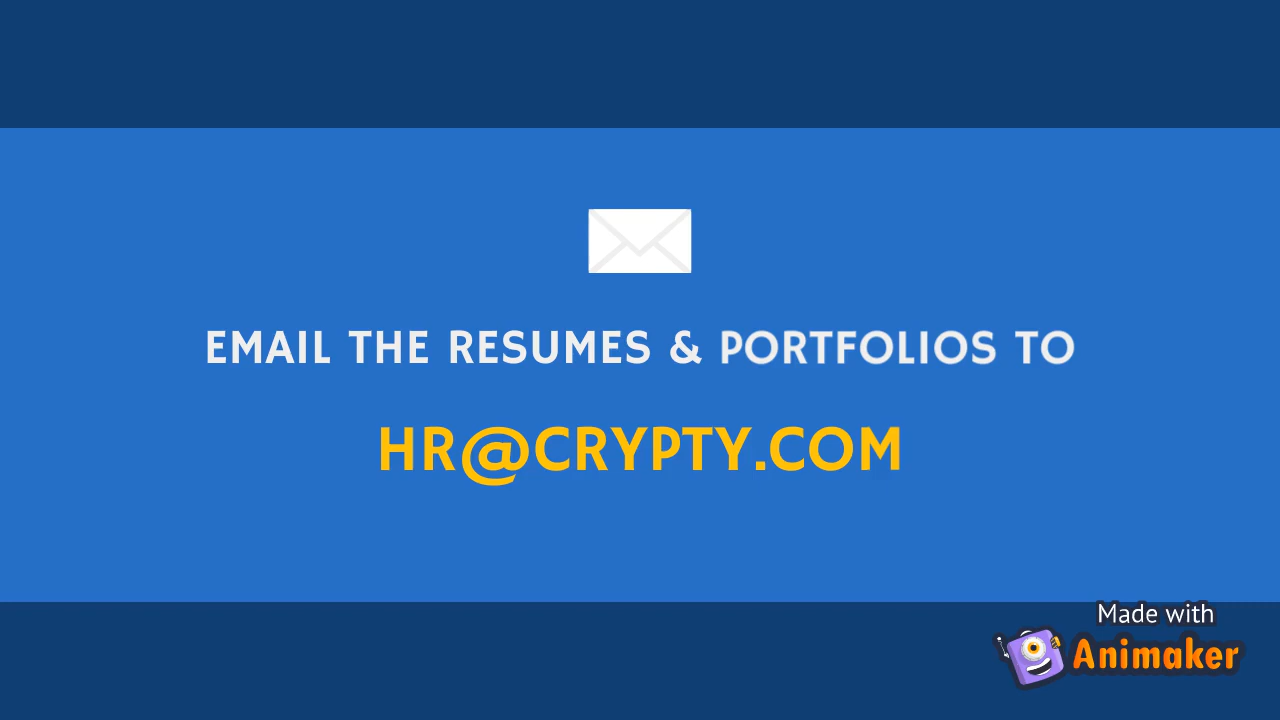 EMAIL THE RESUMES & PORTFOLIOS TO
HR@CRYPTY.COM
Made with
Animaker